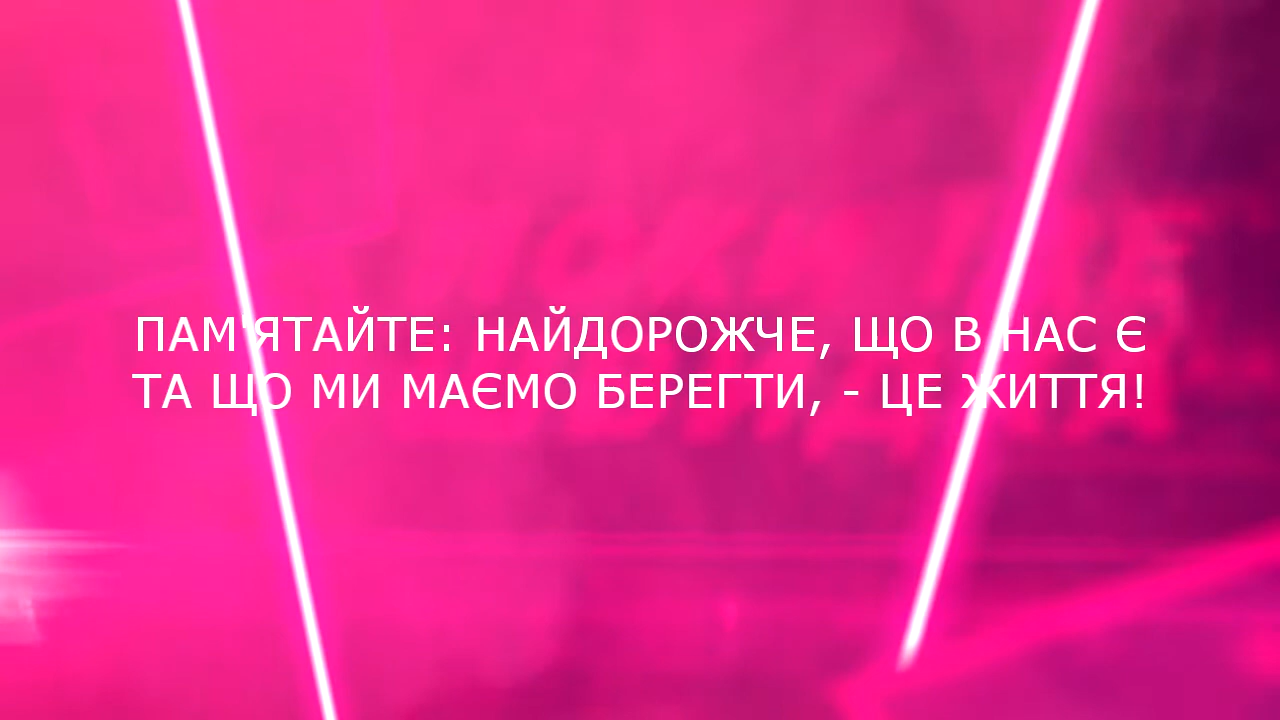 ПАМ'ЯТАЙТЕ: НАЙДОРОЖЧЕ, ЩО В НАС Є
ТА ЩО МИ МАЄМО БЕРЕГТИ, - ЦЕ ЖИТТЯ!